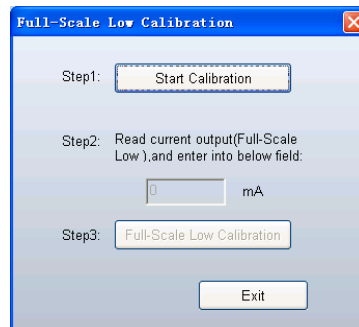 Full-Scale Low Calibration
Step1: Start Calibration
Step2: Read current output(Full-Scale
Low ),and enter into below field:
0 mA
Step3: Full-Scale Low Calibration
Exit